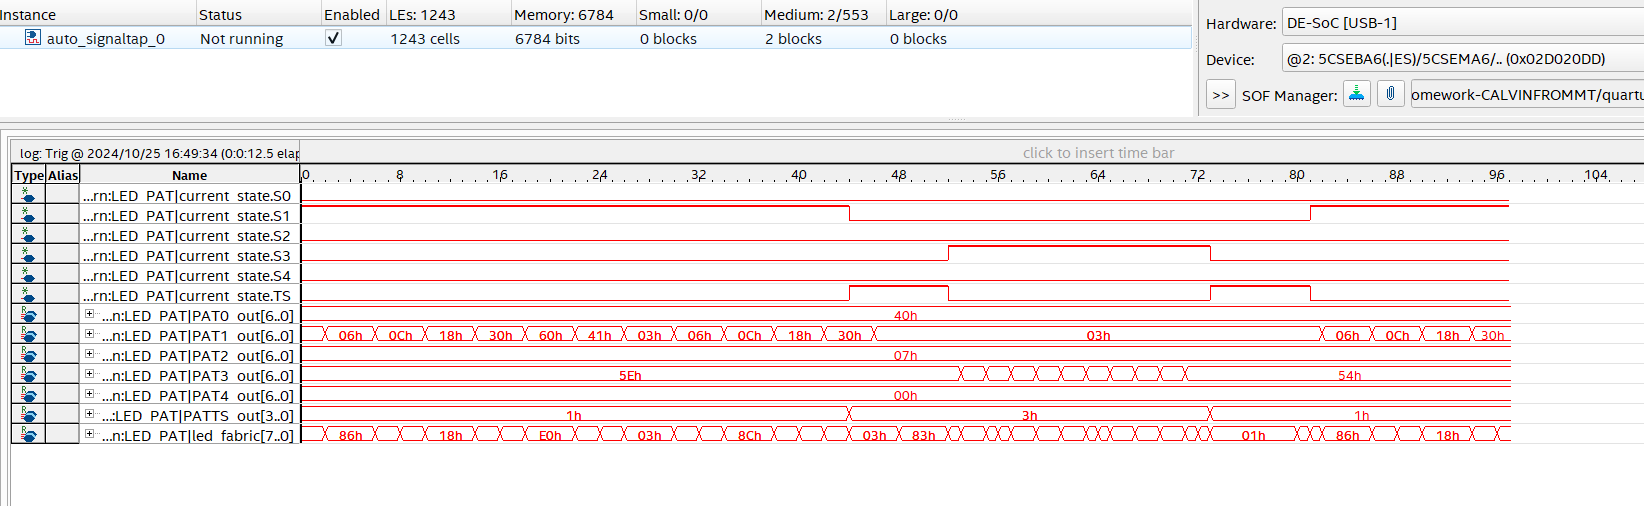 Instance Status Enabled LEs: 1243 Memory: 6784 Small: 0/0 Medium: 2/553 Large: 0/0
auto_signaltap_0 Not running 1243 cells 6784 bits 0 blocks 2 blocks 0 blocks
Hardware: DE-SoC [USB-1]
Device: @2: 5CSEBA6(.|ES)/5CSEMA6/.. (0x02D020DD)
>> SOF Manager: omework-CALVINFROMMT/quartu
log: Trig @ 2024/10/25 16:49:34 (0:0:12.5 elap click to insert time bar
Type Alias Name 0 8 16 24 32 40 48 56 64 72 80 88 96 104
...rn:LED_PAT|current_state.S0
...rn:LED_PAT|current_state.S1
...rn:LED_PAT|current_state.S2
...rn:LED_PAT|current_state.S3
...rn:LED_PAT|current_state.S4
...rn:LED_PAT|current_state.TS
...n:LED_PAT|PAT0_out[6..0] 40h
...n:LED_PAT|PAT1_out[6..0] 06h 0Ch 18h 30h 60h 41h 03h 06h 0Ch 18h 30h 03h 06h 0Ch 18h 30h
...n:LED_PAT|PAT2_out[6..0] 07h
...n:LED_PAT|PAT3_out[6..0] 5Eh 54h
...n:LED_PAT|PAT4_out[6..0] 00h
...:LED_PAT|PATTS_out[3..0] 1h 3h 1h
...n:LED_PAT|led_fabric[7..0] 86h 18h E0h 03h 8Ch 03h 83h 01h 86h 18h